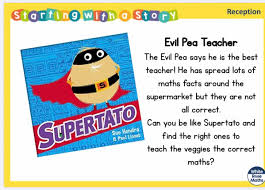 Starting with a Story
Reception
Evil Pea Teacher
The Evil Pea says he is the best
teacher! He has spread lots of
maths facts around the
supermarket but they are not
all correct.
Can you be like Supertato and
find the right ones to
teach the veggies the correct
maths?
S
SUPERTATO
Sue Hendra
& Paul Linnet
White
Rose
Maths